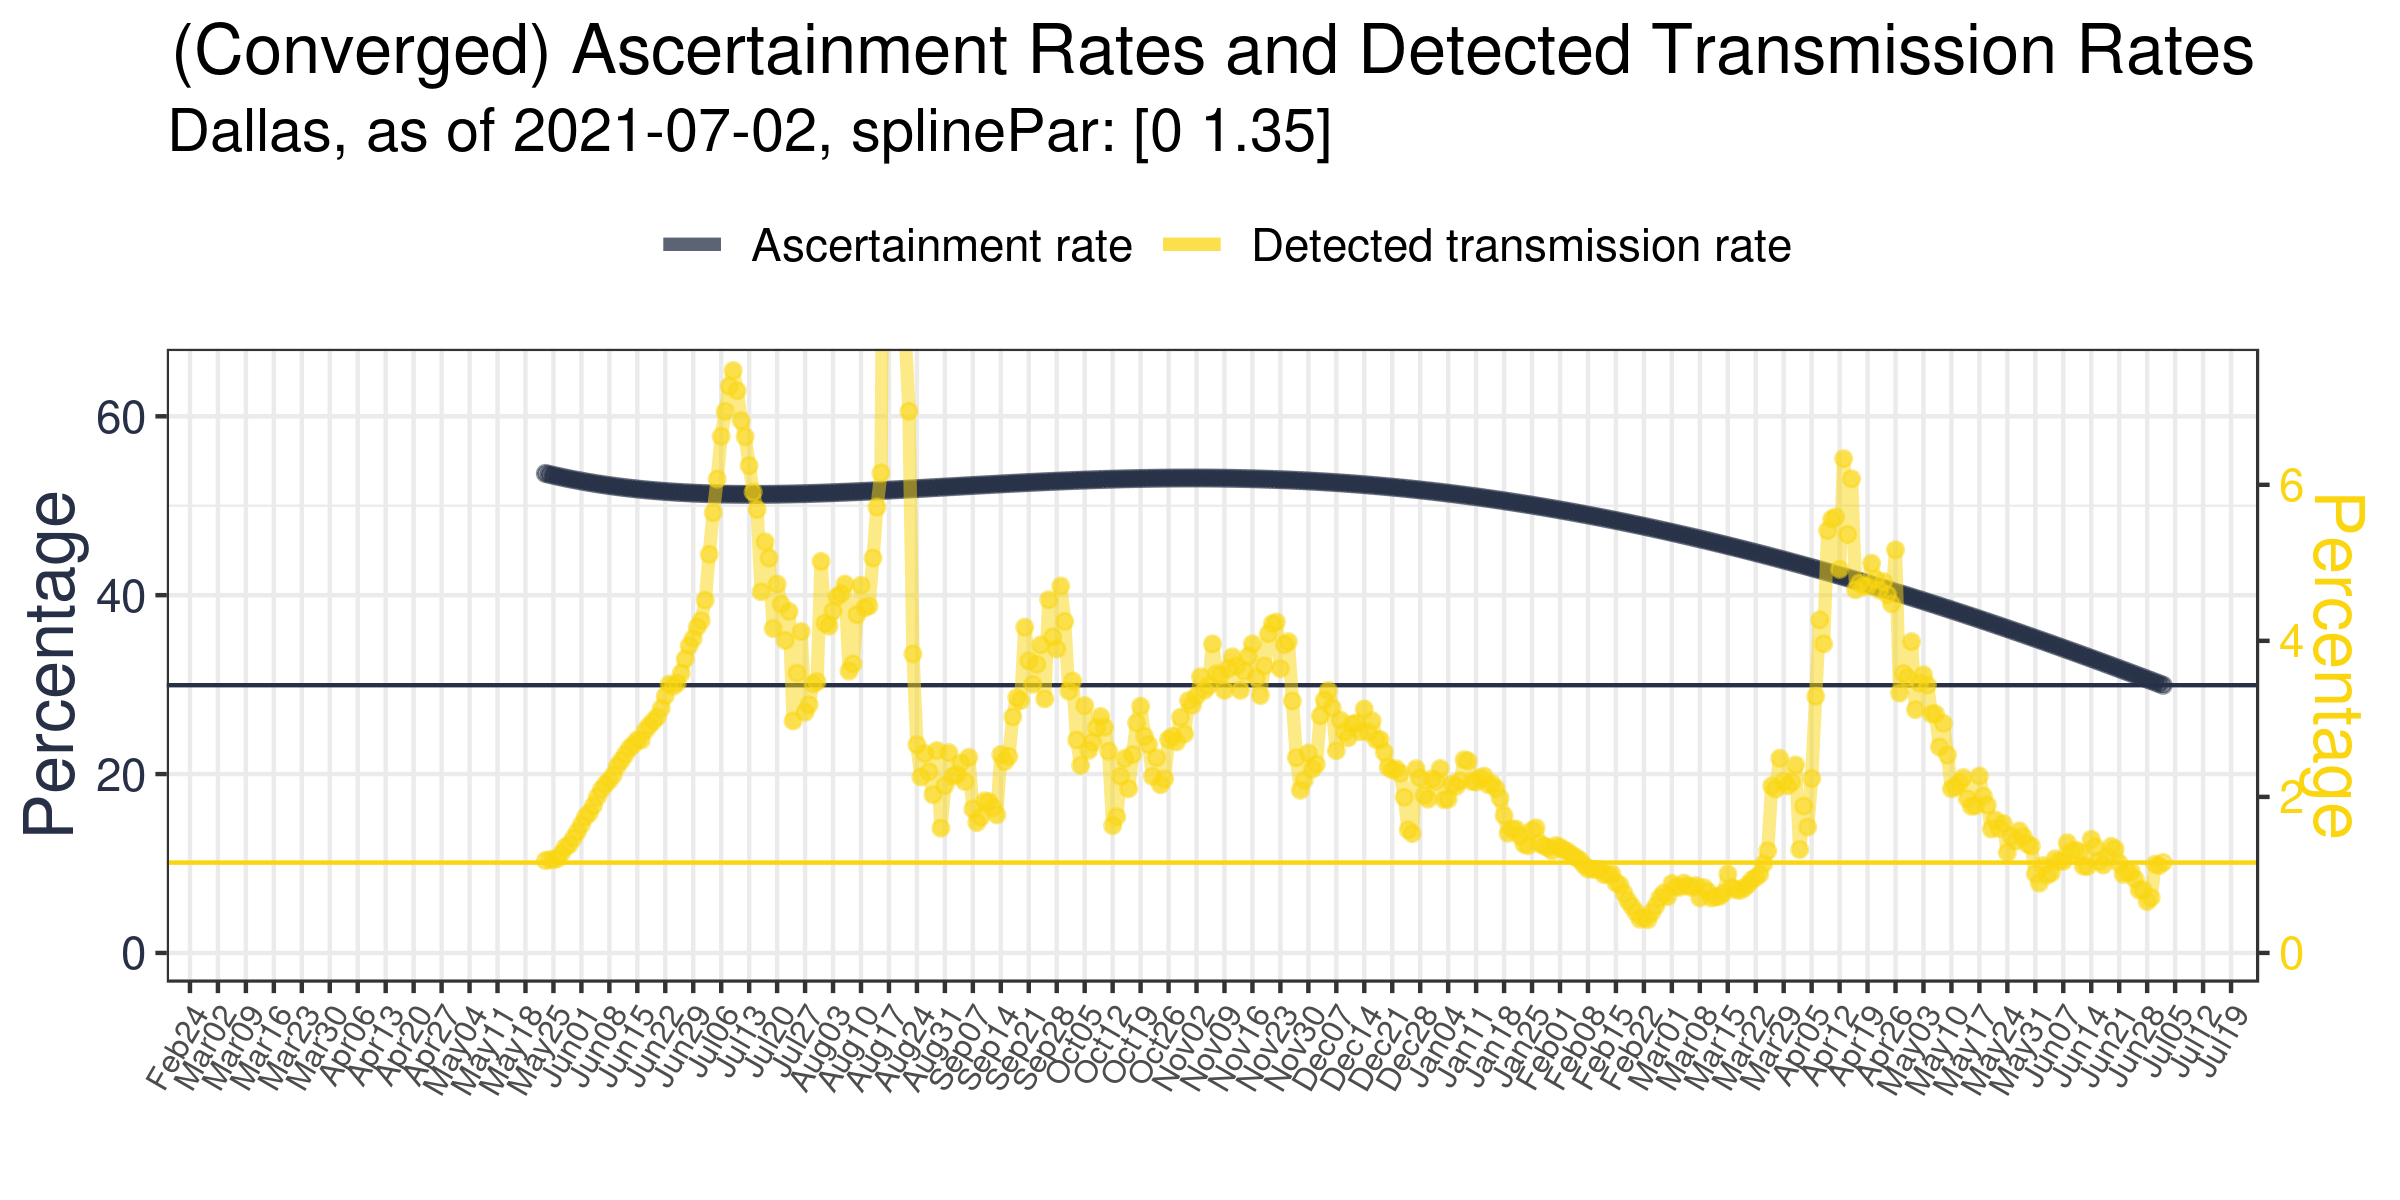 (Converged) Ascertainment Rates and Detected Transmission Rates
Dallas, as of 2021-07-02, splinePar: [0 1.35]
Ascertainment rate
Detected transmission rate
Percentage
60
40
20
0
6
4
2
0
Percentage
Feb24
Mar02
Mar09
Mar16
Mar23
Mar30
Apr06
Apr13
Apr20
Apr27
May04
May11
May18
May25
Jun01
Jun08
Jun15
Jun22
Jun29
Jul06
Jul13
Jul20
Jul27
Aug03
Aug10
Aug17
Aug24
Aug31
Sep07
Sep14
Sep21
Sep28
Oct05
Oct12
Oct19
Oct26
Nov02
Nov09
Nov16
Nov23
Nov30
Dec07
Dec14
Dec21
Dec28
Jan04
Jan11
Jan18
Jan25
Feb01
Feb08
Feb15
Feb22
Mar01
Mar08
Mar15
Mar22
Mar29
Apr05
Apr12
Apr19
Apr26
May03
May10
May17
May24
May31
Jun07
Jun14
Jun21
Jun28
Jul05
Jul12
Jul19